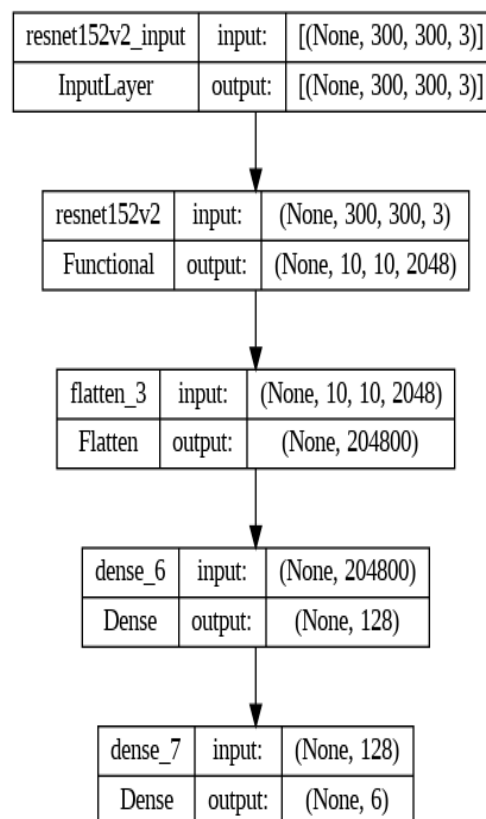 resnet152v2_input input: [(None, 300, 300, 3)]
InputLayer output: [(None, 300, 300, 3)]
resnet152v2 input: (None, 300, 300, 3)
Functional output: (None, 10, 10, 2048)
flatten_3 input: (None, 10, 10, 2048)
Flatten output: (None, 204800)
dense_6 input: (None, 204800)
Dense output: (None, 128)
dense_7 input: (None, 128)
Dense output: (None, 6)